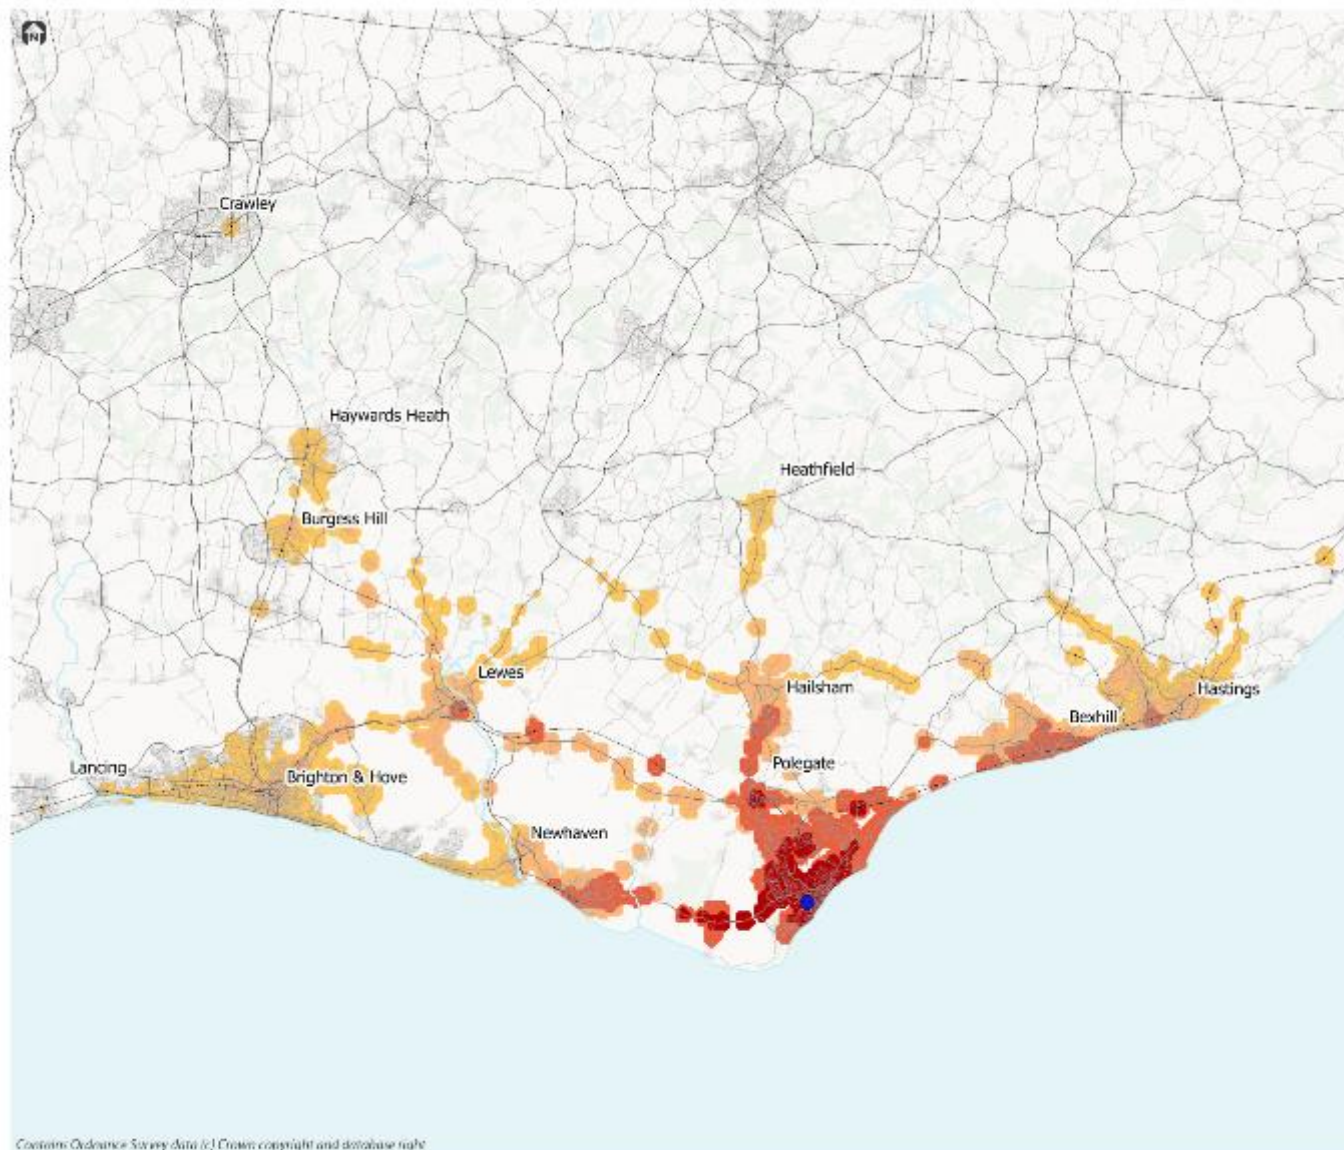 N
Crawley
Haywards Heath
Heathfield
Burgess Hill
Lewes
Hailsham
Hastings
Bexhill
Polegate
Lancing
Brighton & Hove
Newhaven
Contains Ordnance Survey data (c) Crown copyright and database right